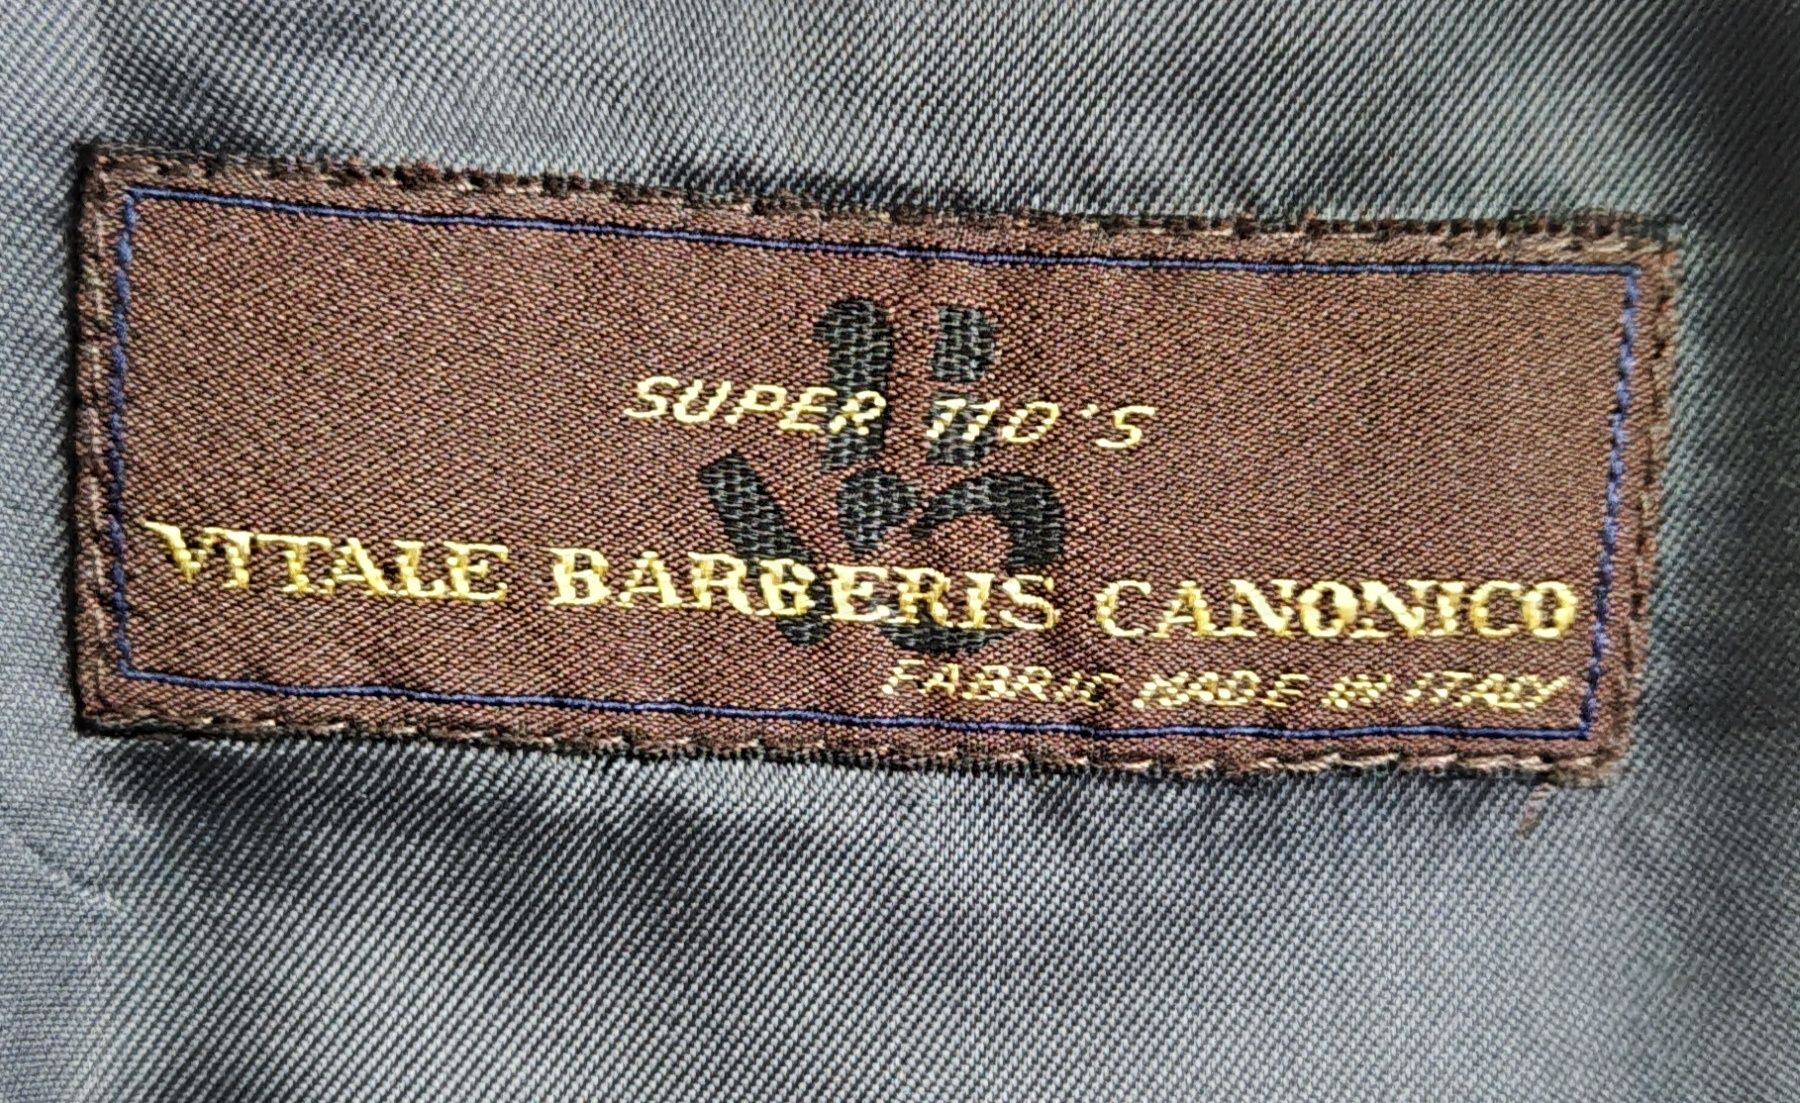 SUPER 110'S
VITALE BARBERIS CANONICO
FABRIC MADE IN ITALY